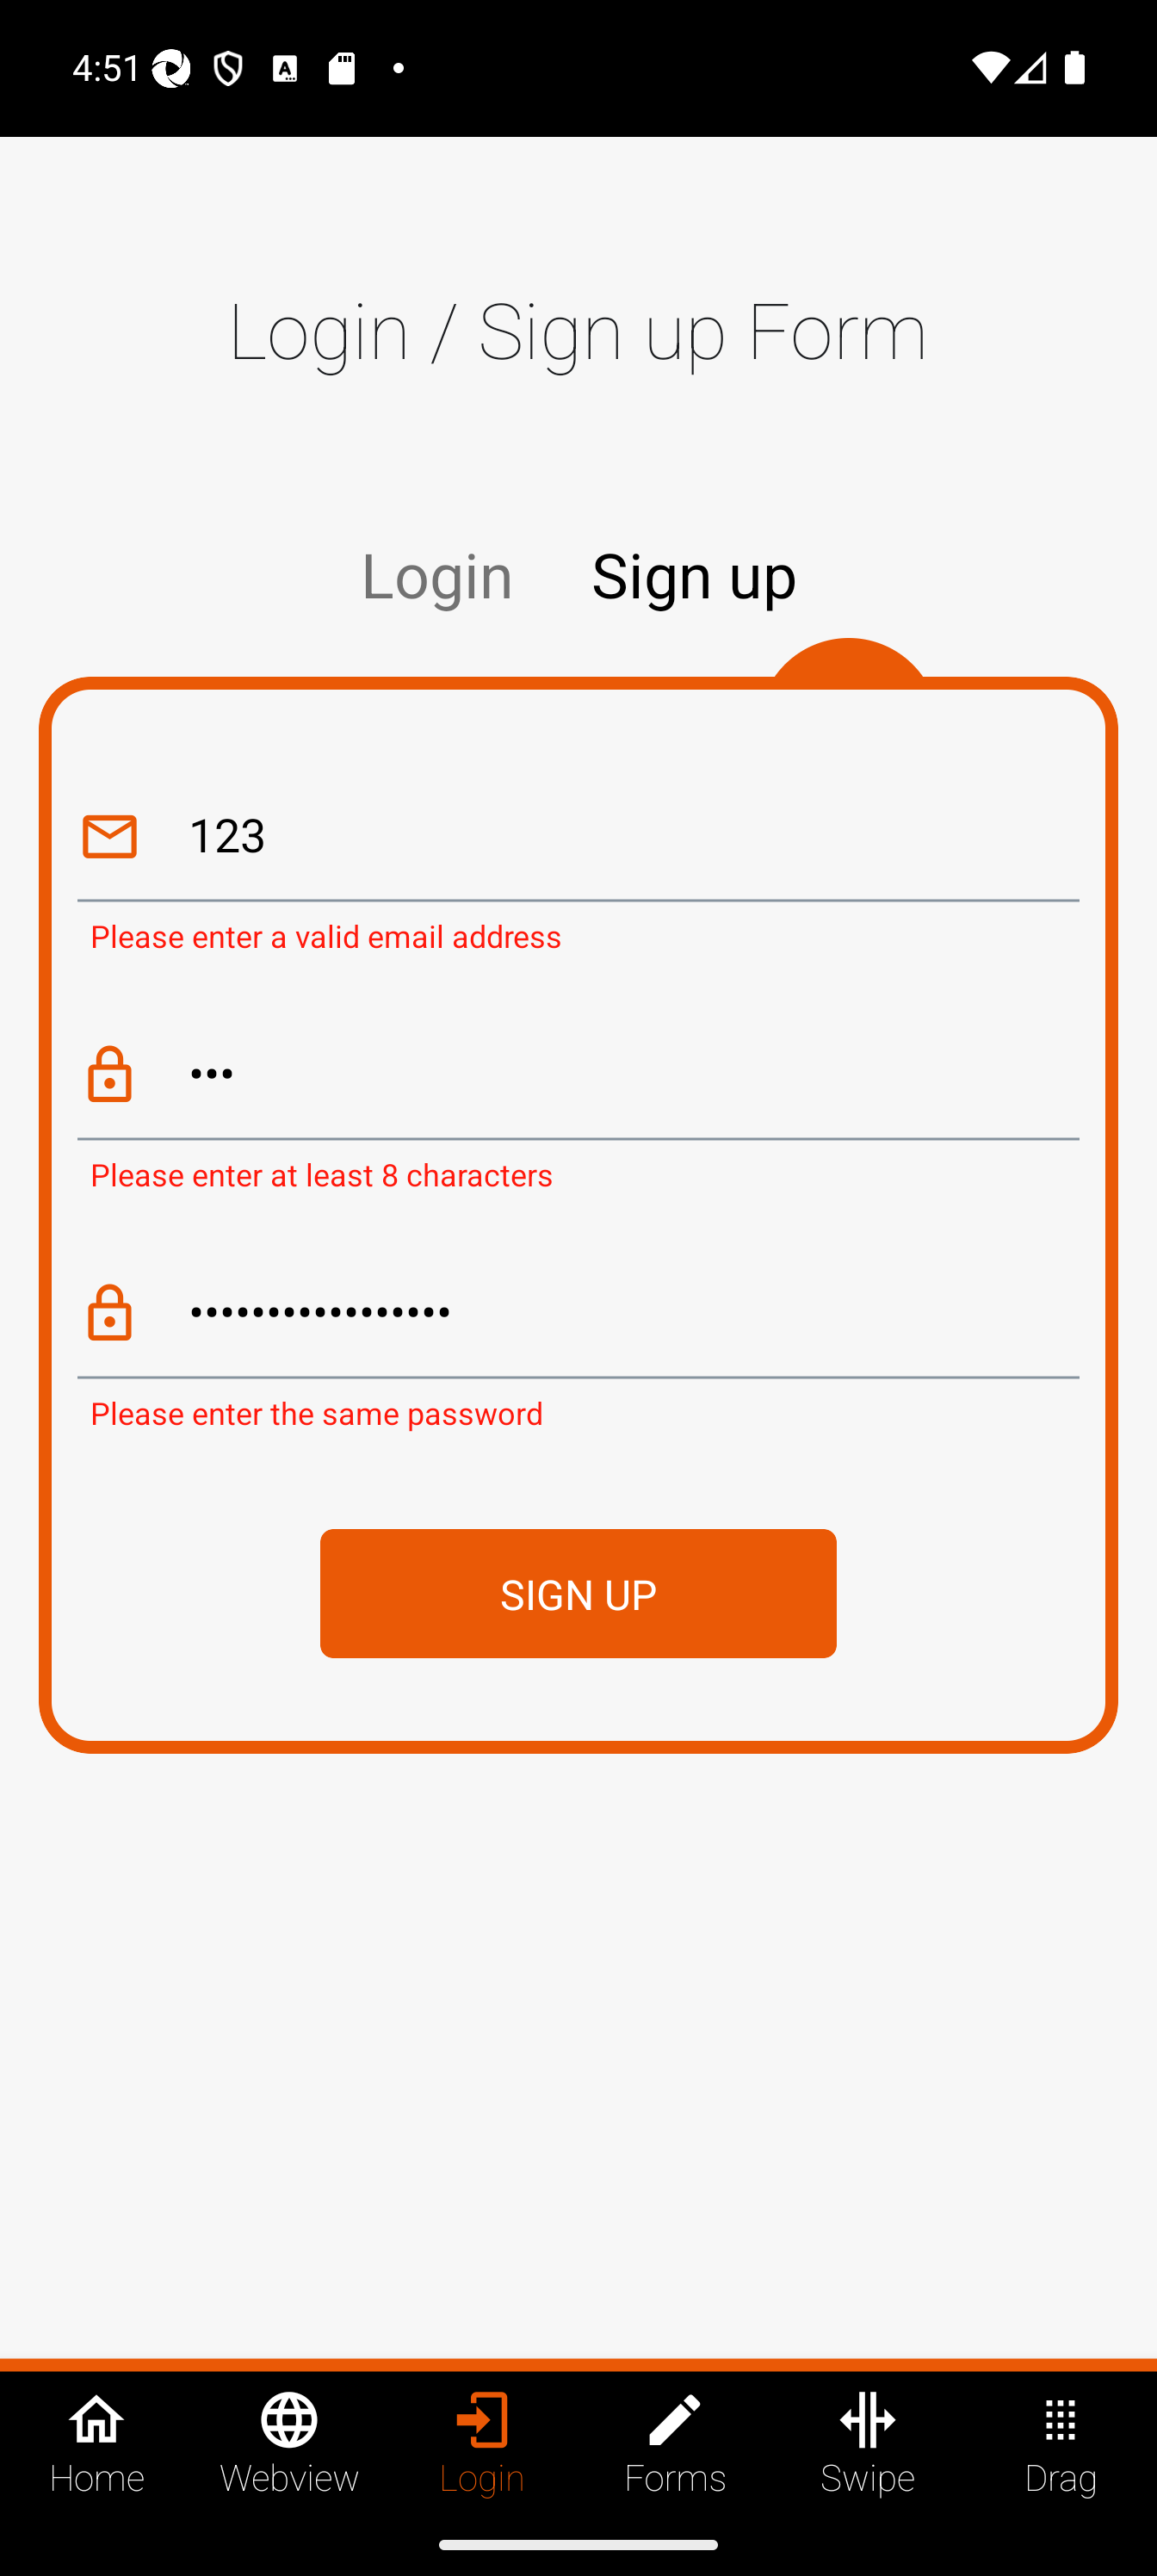 4:51
Login / Sign up Form
Login Sign up
123
Please enter a valid email address
•••
Please enter at least 8 characters
•••••••••••••••••
Please enter the same password
SIGN UP
Home Webview Login Forms Swipe Drag